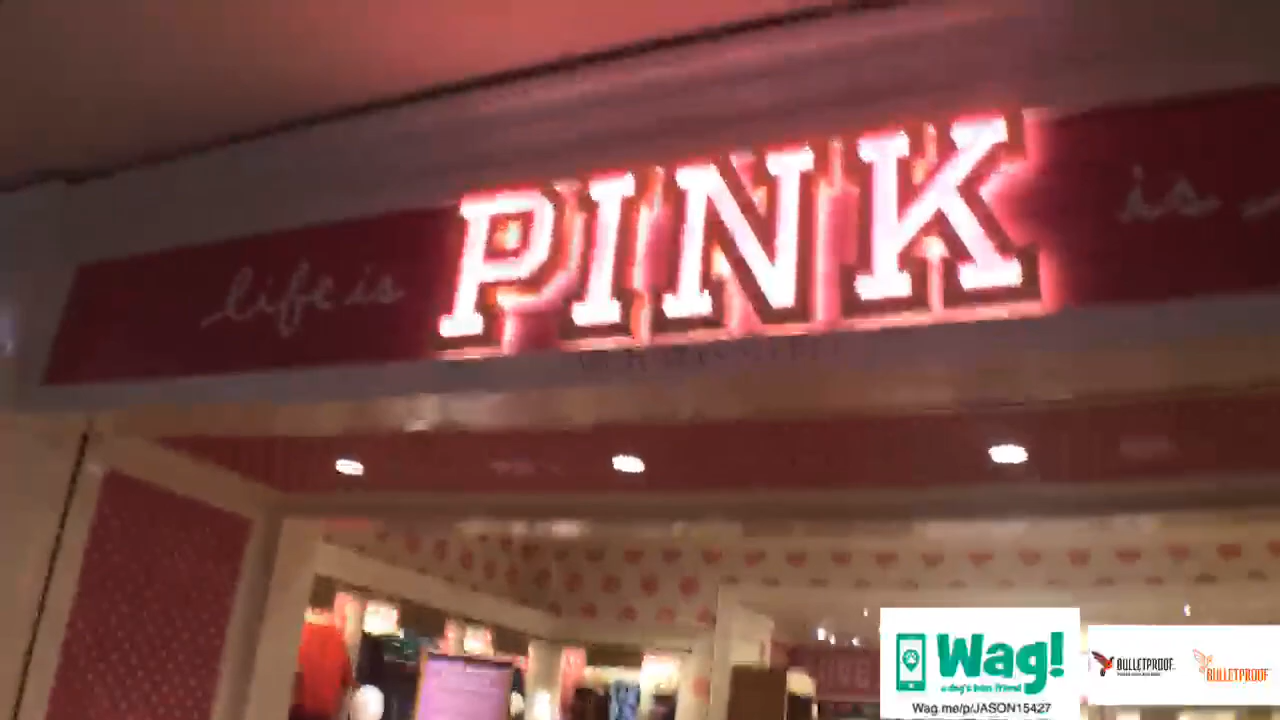 life is PINK is
Wag!
a dog's best friend
Wag.me/p/JASON15427
BULLETPROOF
BULLETPROOF